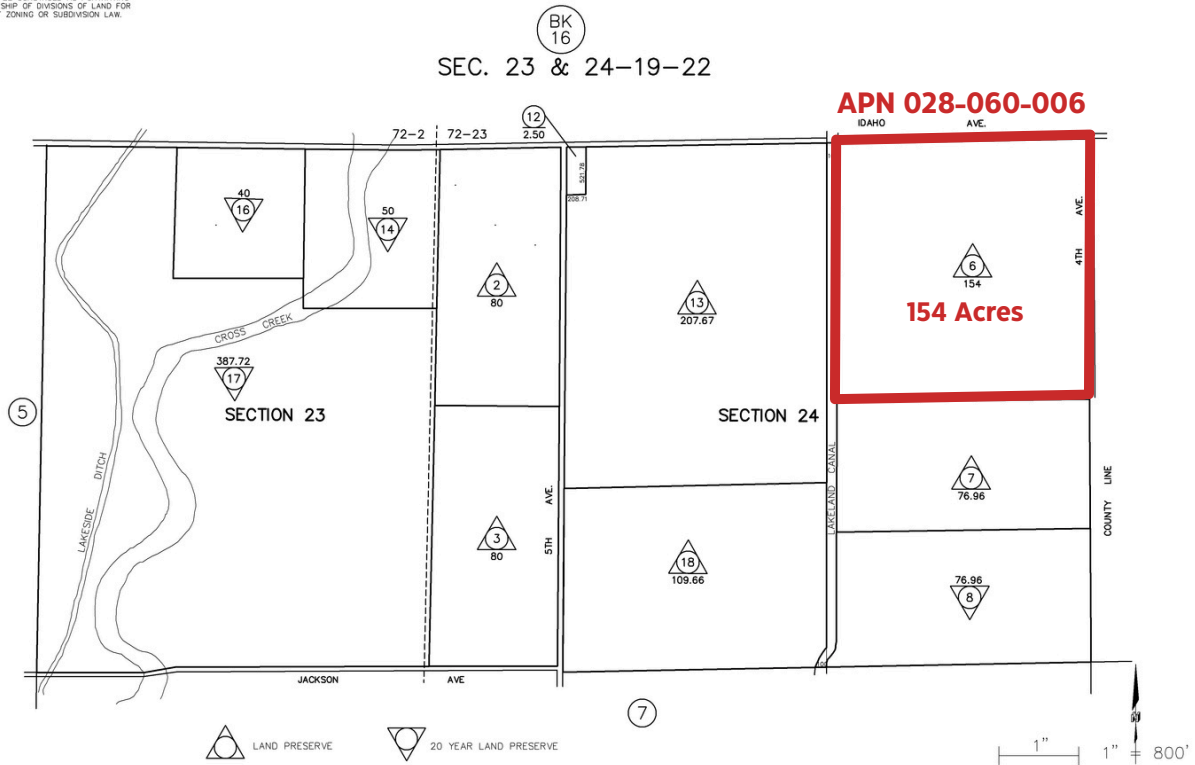 SHIP OF DIVISIONS OF LAND FOR
ZONING OR SUBDIVISION LAW.
BK
16
SEC. 23 & 24-19-22
APN 028-060-006
IDAHO AVE.
12
2.50
72-2 72-23
521.78
208.71
40
16
50
14
2
80
13
207.67
6
154
154 Acres
4TH AVE.
CROSS CREEK
387.72
17
5
SECTION 23
SECTION 24
LAKESIDE DITCH
LAKELAND CANAL
7
76.96
COUNTY LINE
5TH AVE.
3
80
18
109.66
76.96
8
JACKSON AVE
7
LAND PRESERVE
20 YEAR LAND PRESERVE
1"
1" = 800'